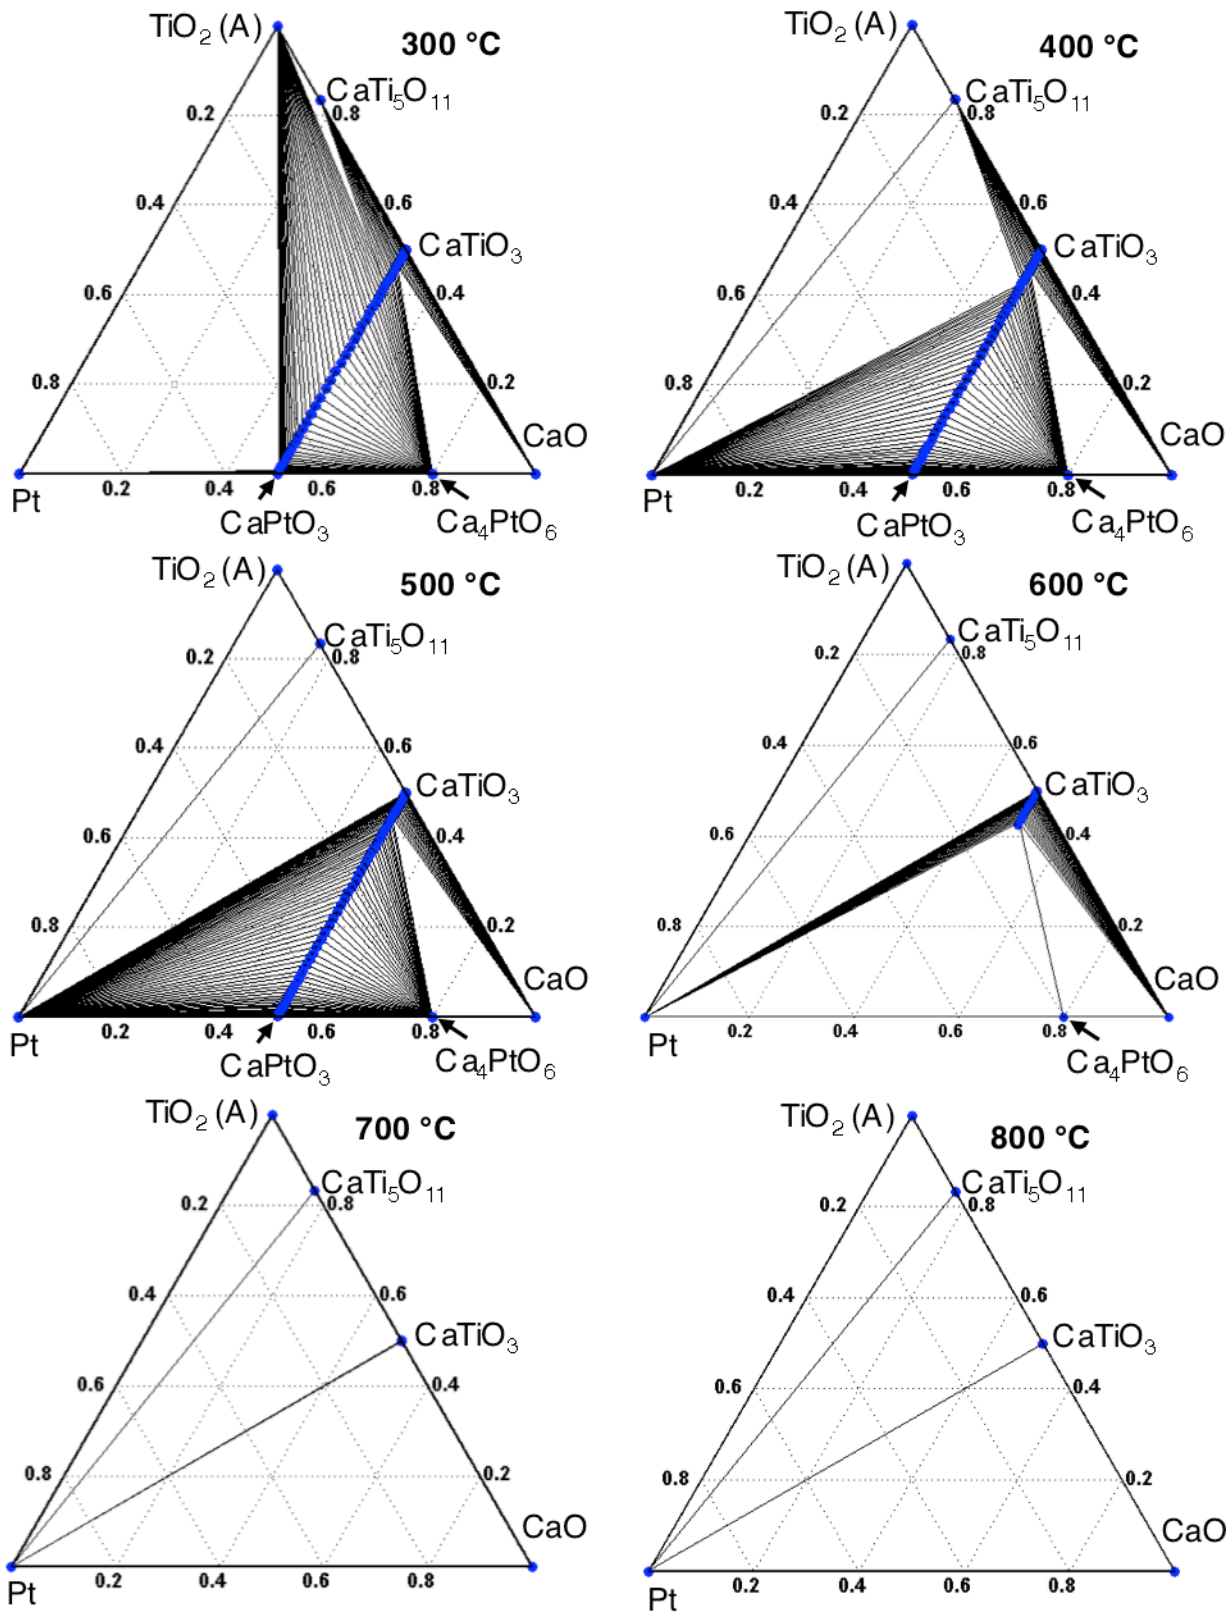 TiO₂ (A) 300 °C
CaTi₅O₁₁
0.2 0.8
0.4 0.6
CaTiO₃
0.6 0.4
0.8 0.2
CaO
Pt 0.2 0.4 0.6 0.8
CaPtO₃ Ca₄PtO₆
TiO₂ (A) 400 °C
CaTi₅O₁₁
0.2 0.8
0.4 0.6
CaTiO₃
0.6 0.4
0.8 0.2
CaO
Pt 0.2 0.4 0.6 0.8
CaPtO₃ Ca₄PtO₆
TiO₂ (A) 500 °C
CaTi₅O₁₁
0.2 0.8
0.4 0.6
CaTiO₃
0.6 0.4
0.8 0.2
CaO
Pt 0.2 0.4 0.6 0.8
CaPtO₃ Ca₄PtO₆
TiO₂ (A) 600 °C
CaTi₅O₁₁
0.2 0.8
0.4 0.6
CaTiO₃
0.6 0.4
0.8 0.2
CaO
Pt 0.2 0.4 0.6 0.8
Ca₄PtO₆
TiO₂ (A) 700 °C
CaTi₅O₁₁
0.2 0.8
0.4 0.6
CaTiO₃
0.6 0.4
0.8 0.2
CaO
Pt 0.2 0.4 0.6 0.8
TiO₂ (A) 800 °C
CaTi₅O₁₁
0.2 0.8
0.4 0.6
CaTiO₃
0.6 0.4
0.8 0.2
CaO
Pt 0.2 0.4 0.6 0.8